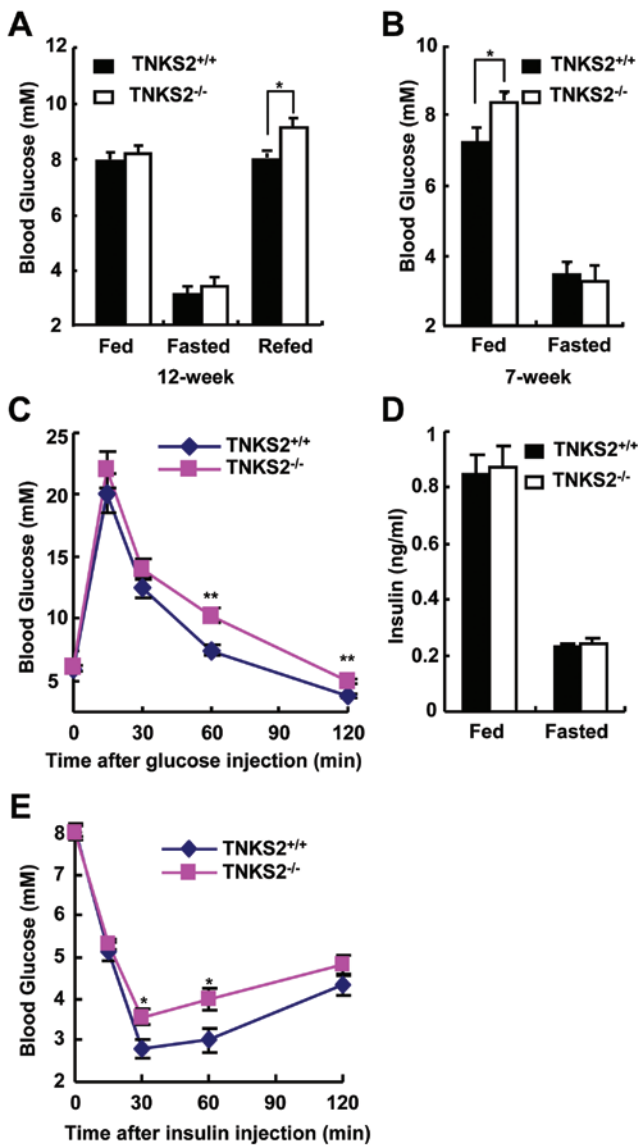 A
Blood Glucose (mM)
12
10
8
6
4
2
TNKS2+/+
TNKS2-/-
*
Fed Fasted Refed
12-week
B
Blood Glucose (mM)
10
8
6
4
2
*
TNKS2+/+
TNKS2-/-
Fed Fasted
7-week
C
Blood Glucose (mM)
25
20
15
10
5
TNKS2+/+
TNKS2-/-
**
**
0 30 60 90 120
Time after glucose injection (min)
D
Insulin (ng/ml)
1
0.8
0.6
0.4
0.2
0
TNKS2+/+
TNKS2-/-
Fed Fasted
E
Blood Glucose (mM)
8
7
6
5
4
3
2
TNKS2+/+
TNKS2-/-
*
*
0 30 60 90 120
Time after insulin injection (min)